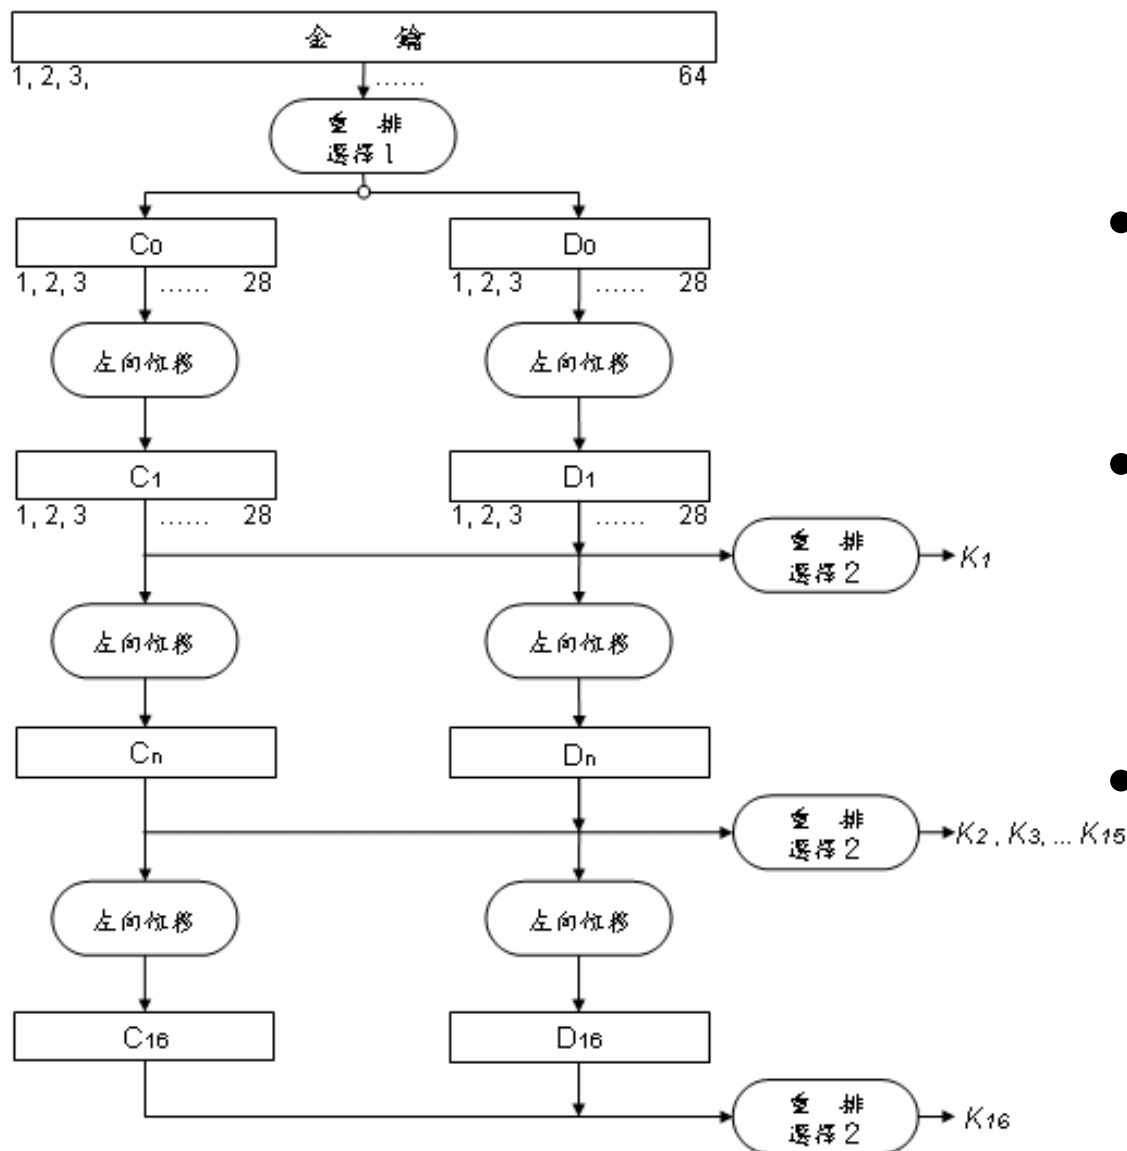 金 鑰
1, 2, 3, ...... 64
重 排
選擇 1
C0 D0
1, 2, 3 ...... 28 1, 2, 3 ...... 28
左向位移 左向位移
C1 D1
1, 2, 3 ...... 28 1, 2, 3 ...... 28
重 排
選擇 2
K1
左向位移 左向位移
Cn Dn
重 排
選擇 2
K2 , K3, ... K15
左向位移 左向位移
C16 D16
重 排
選擇 2
K16